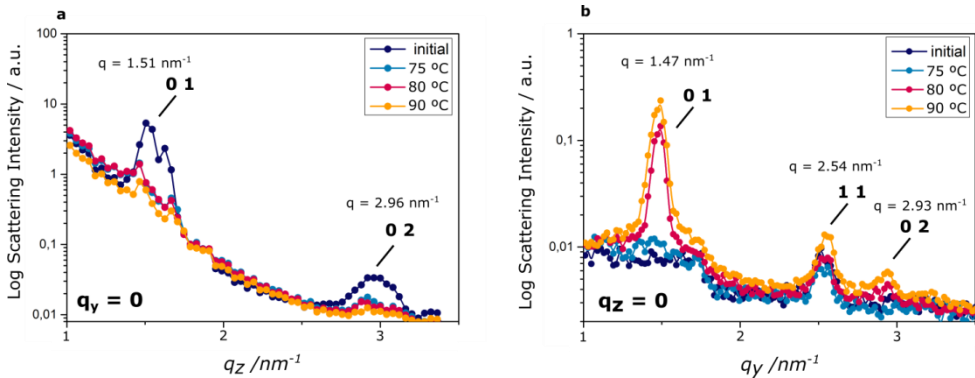 a
Log Scattering Intensity / a.u.
100
10
1
0,1
0,01
q = 1.51 nm⁻¹
0 1
initial
75 ºC
80 ºC
90 ºC
q = 2.96 nm⁻¹
0 2
q_y = 0
1
2
3
q_z /nm⁻¹
b
Log Scattering Intensity / a.u.
1
0,1
0,01
q = 1.47 nm⁻¹
0 1
initial
75 ºC
80 ºC
90 ºC
q = 2.54 nm⁻¹
1 1
q = 2.93 nm⁻¹
0 2
q_z = 0
1
2
3
q_y /nm⁻¹